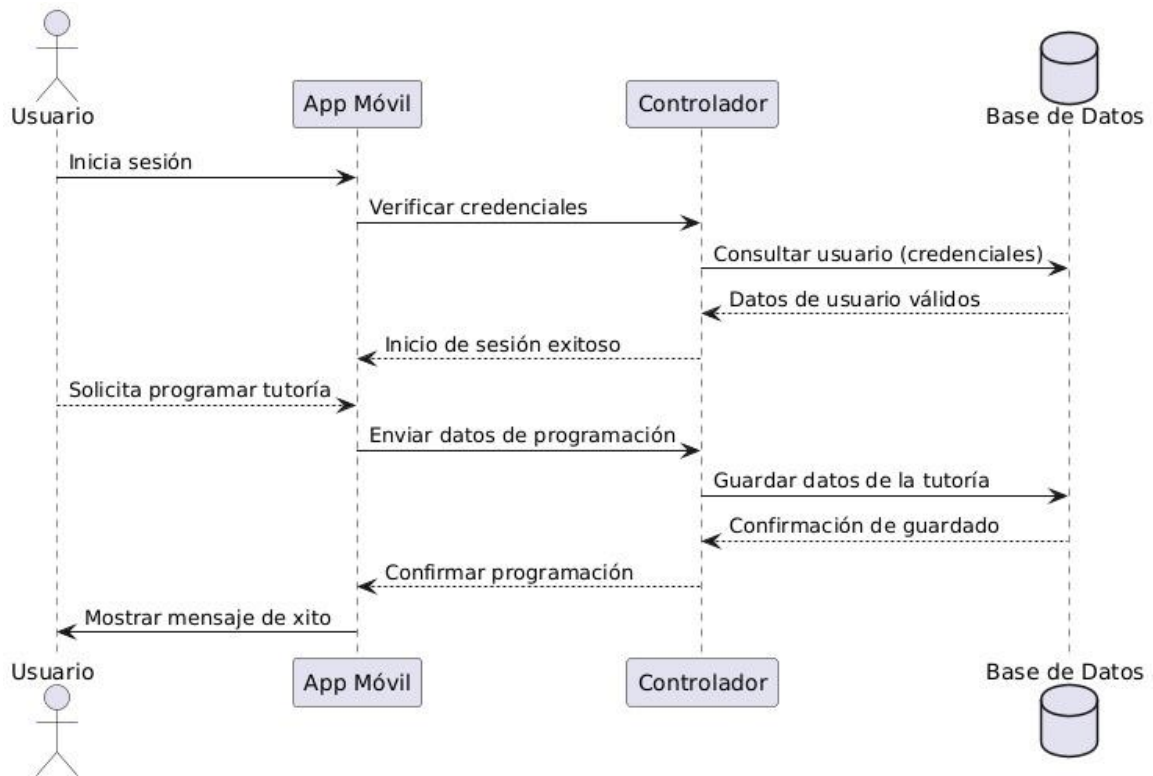 Usuario
App Móvil
Controlador
Base de Datos
Inicia sesión
Verificar credenciales
Consultar usuario (credenciales)
Datos de usuario válidos
Inicio de sesión exitoso
Solicita programar tutoría
Enviar datos de programación
Guardar datos de la tutoría
Confirmación de guardado
Confirmar programación
Mostrar mensaje de xito
Usuario
App Móvil
Controlador
Base de Datos